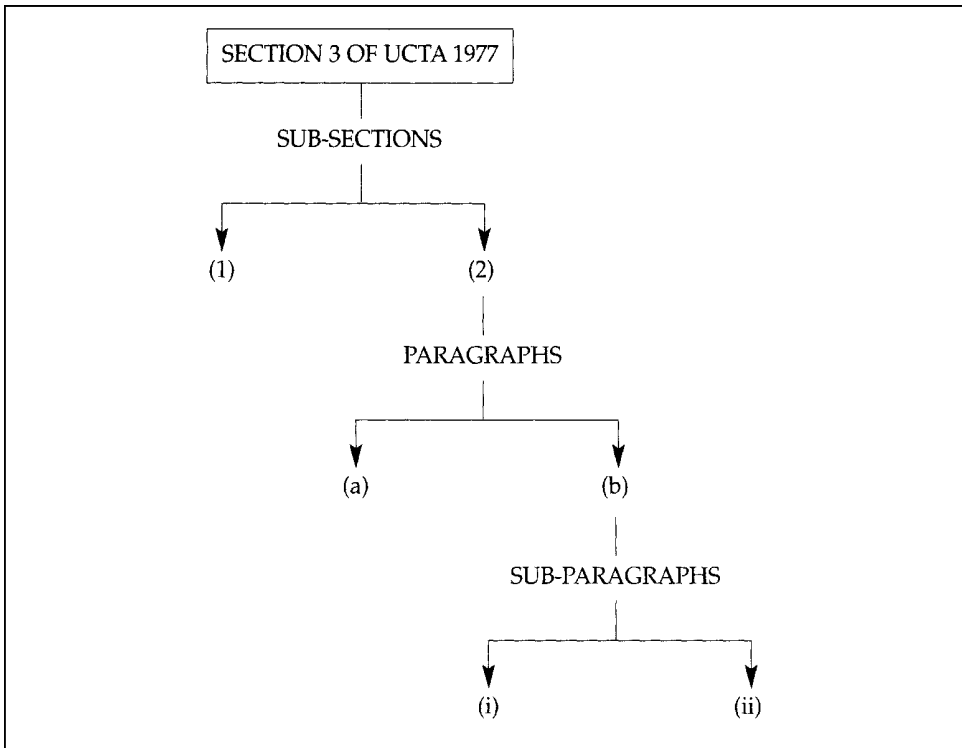 SECTION 3 OF UCTA 1977
SUB-SECTIONS
(1) (2)
PARAGRAPHS
(a) (b)
SUB-PARAGRAPHS
(i) (ii)